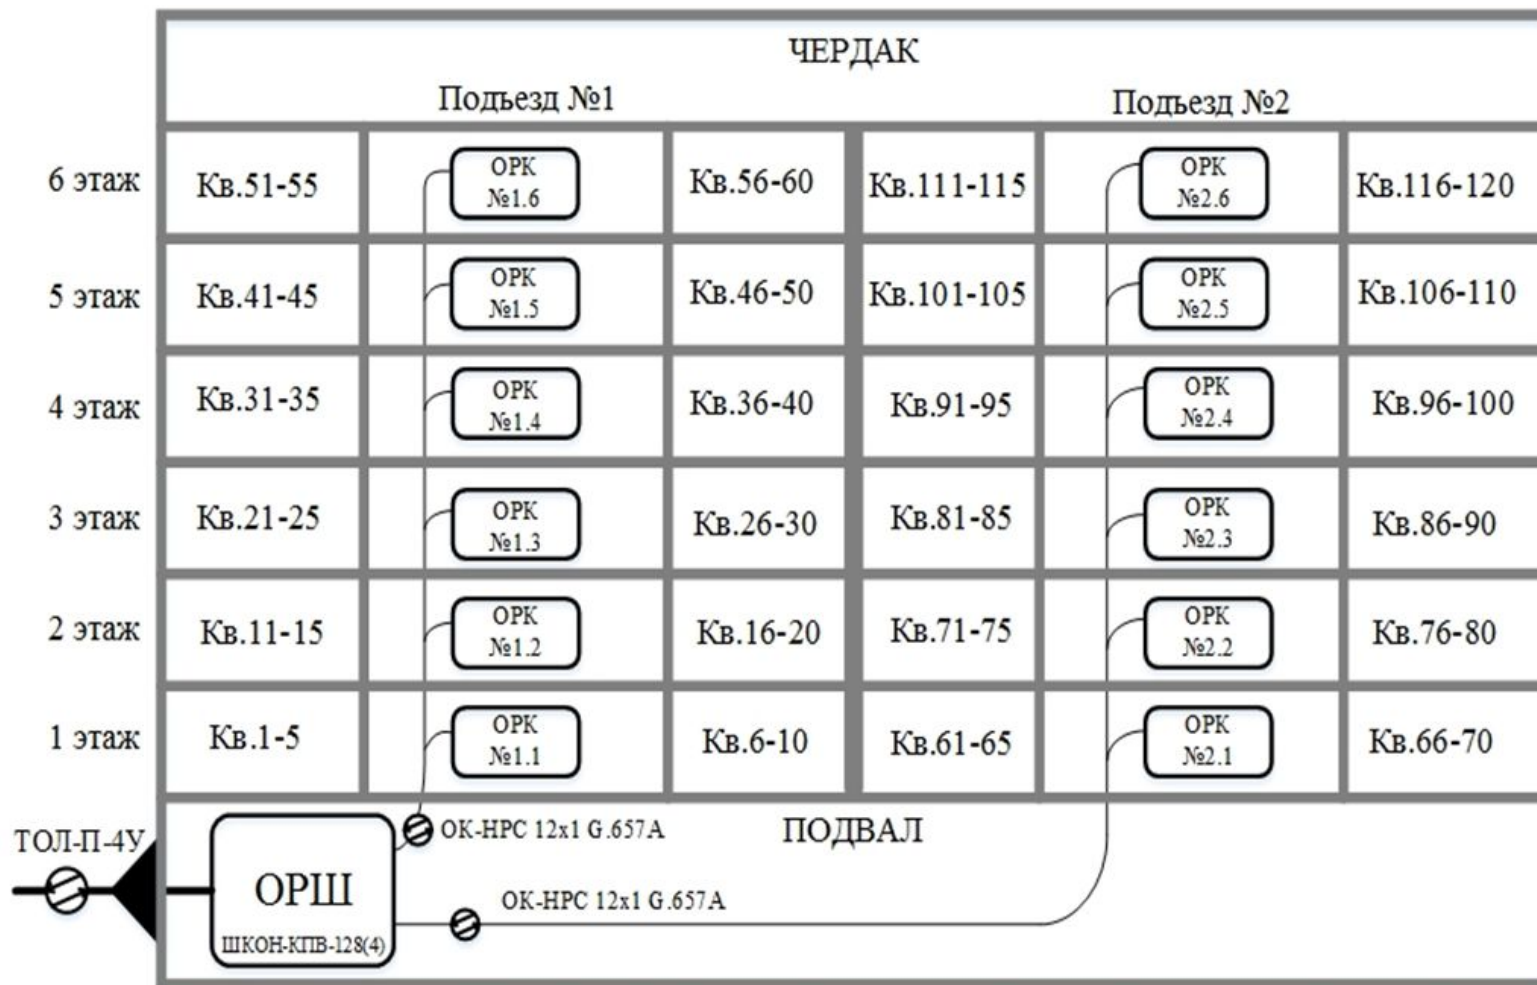 ЧЕРДАК
Подъезд №1
Подъезд №2
6 этаж
Кв.51-55
ОРК
№1.6
Кв.56-60
Кв.111-115
ОРК
№2.6
Кв.116-120
5 этаж
Кв.41-45
ОРК
№1.5
Кв.46-50
Кв.101-105
ОРК
№2.5
Кв.106-110
4 этаж
Кв.31-35
ОРК
№1.4
Кв.36-40
Кв.91-95
ОРК
№2.4
Кв.96-100
3 этаж
Кв.21-25
ОРК
№1.3
Кв.26-30
Кв.81-85
ОРК
№2.3
Кв.86-90
2 этаж
Кв.11-15
ОРК
№1.2
Кв.16-20
Кв.71-75
ОРК
№2.2
Кв.76-80
1 этаж
Кв.1-5
ОРК
№1.1
Кв.6-10
Кв.61-65
ОРК
№2.1
Кв.66-70
ТОЛ-П-4У
ОК-НРС 12х1 G.657А
ПОДВАЛ
ОРШ
ШКОН-КПВ-128(4)
ОК-НРС 12х1 G.657А